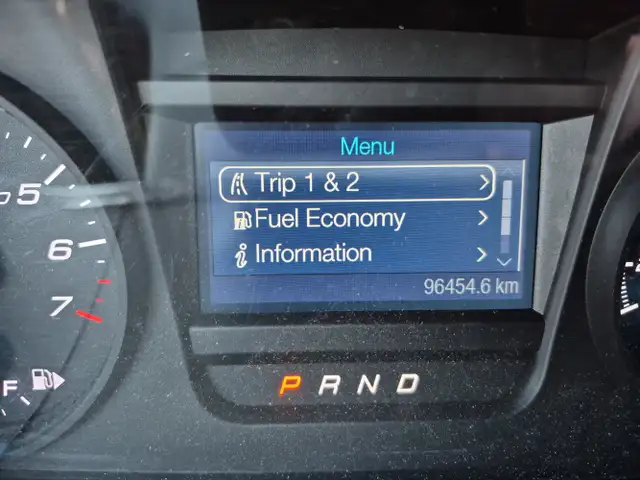 Menu
Trip 1 & 2
Fuel Economy
Information
96454.6 km
5
6
7
F
P R N D